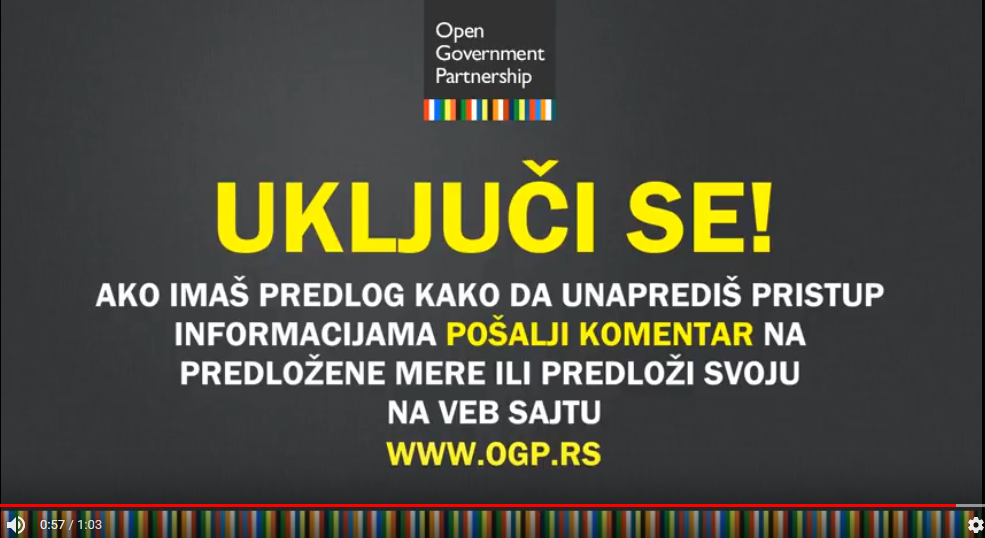 Open
Government
Partnership
UKLJUČI SE!
AKO IMAŠ PREDLOG KAKO DA UNAPREDIŠ PRISTUP
INFORMACIJAMA POŠALJI KOMENTAR NA
PREDLOŽENE MERE ILI PREDLOŽI SVOJU
NA VEB SAJTU
WWW.OGP.RS
0:57 / 1:03